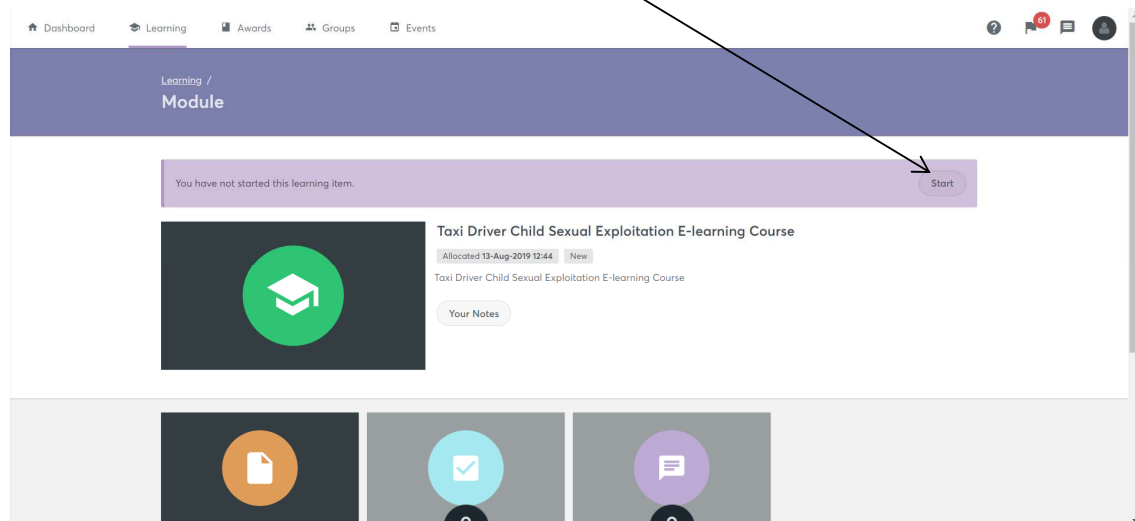 Dashboard Learning Awards Groups Events 61
Learning /
Module
You have not started this learning item. Start
Taxi Driver Child Sexual Exploitation E-learning Course
Allocated 13-Aug-2019 12:44 New
Taxi Driver Child Sexual Exploitation E-learning Course
Your Notes